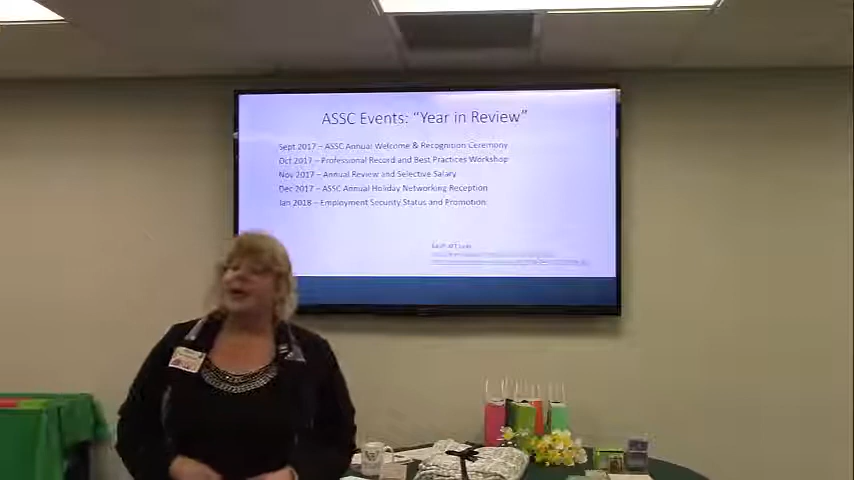 ASSC Events: "Year in Review"
Sept 2017 – ASSC Annual Welcome & Recognition Ceremony
Oct 2017 – Professional Record and Best Practices Workshop
Nov 2017 – Annual Review and Selective Salary
Dec 2017 – ASSC Annual Holiday Networking Reception
Jan 2018 – Employment Security Status and Promotion